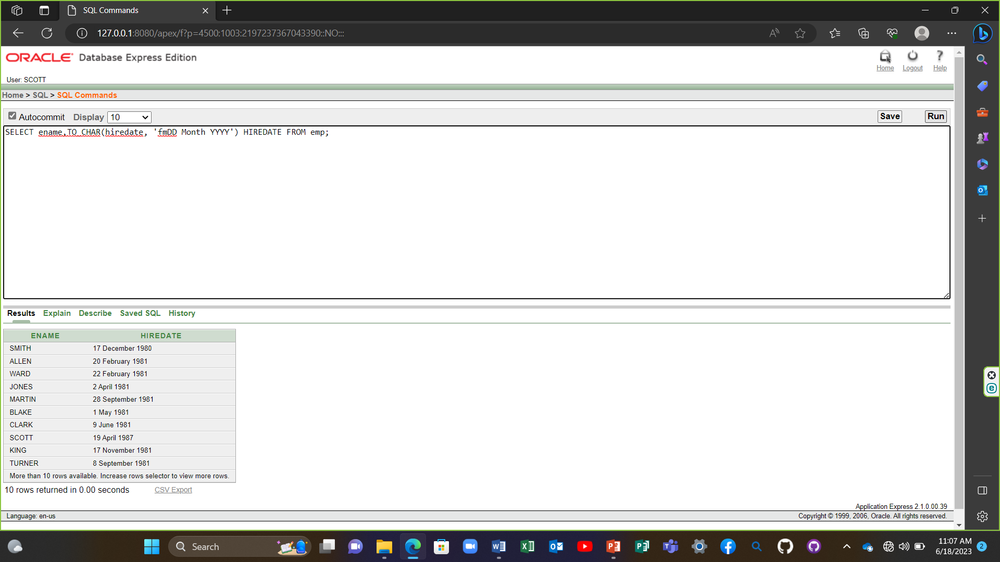 SQL Commands
127.0.0.1:8080/apex/f?p=4500:1003:2197237367043390::NO:::
ORACLE Database Express Edition
Home Logout Help
User: SCOTT
Home > SQL > SQL Commands
Autocommit Display 10 Save Run
SELECT ename,TO_CHAR(hiredate, 'fmDD Month YYYY') HIREDATE FROM emp;
Results Explain Describe Saved SQL History
ENAME HIREDATE
SMITH 17 December 1980
ALLEN 20 February 1981
WARD 22 February 1981
JONES 2 April 1981
MARTIN 28 September 1981
BLAKE 1 May 1981
CLARK 9 June 1981
SCOTT 19 April 1987
KING 17 November 1981
TURNER 8 September 1981
More than 10 rows available. Increase rows selector to view more rows.
10 rows returned in 0.00 seconds CSV Export
Application Express 2.1.0.00.39
Language: en-us Copyright © 1999, 2006, Oracle. All rights reserved.
Search
11:07 AM
6/18/2023 2